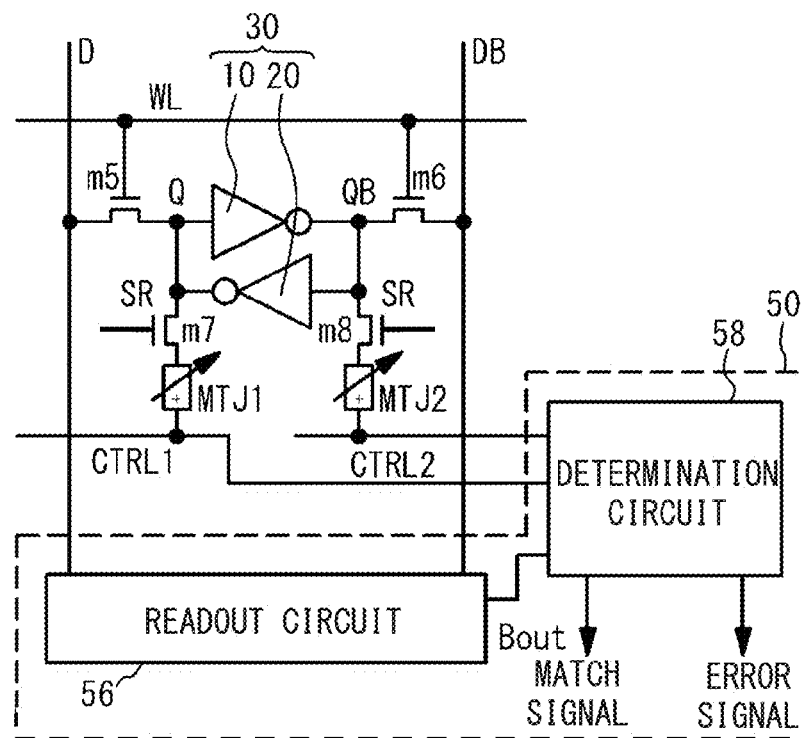 30
D
10 20
DB
WL
m5
Q
QB
m6
SR
SR
m7
m8
50
58
MTJ1
MTJ2
CTRL1
CTRL2
DETERMINATION
CIRCUIT
READOUT CIRCUIT
Bout
56
MATCH
SIGNAL
ERROR
SIGNAL